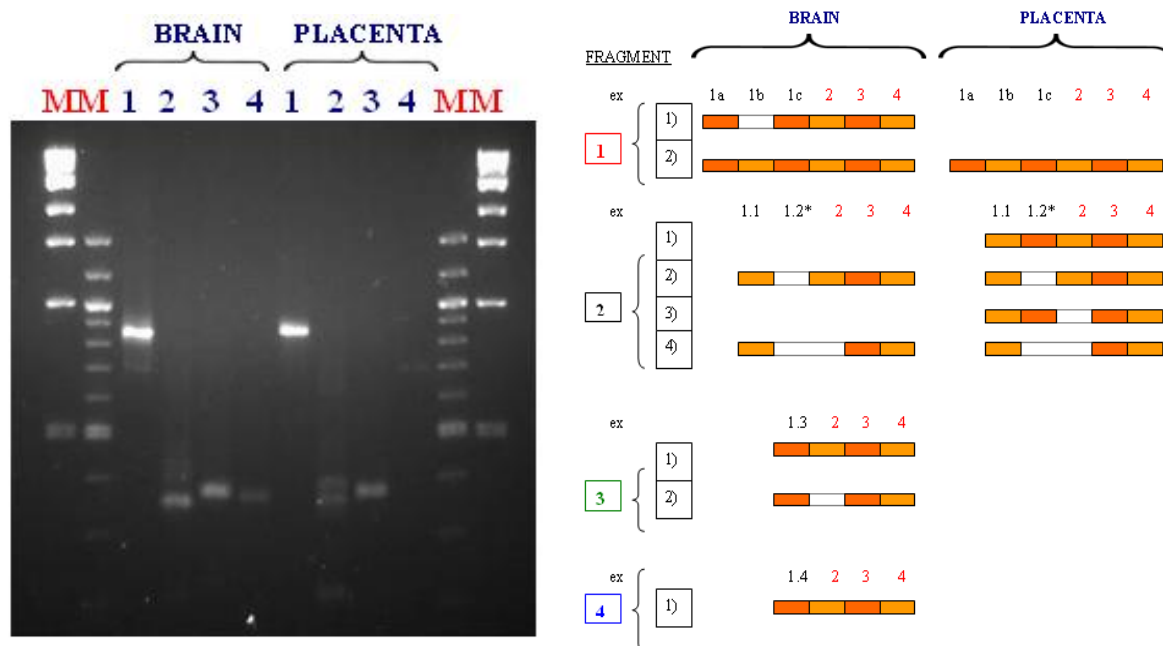 BRAIN PLACENTA
MM 1 2 3 4 1 2 3 4 MM
BRAIN PLACENTA
FRAGMENT
ex 1a 1b 1c 2 3 4 1a 1b 1c 2 3 4
1)
1
2)
ex 1.1 1.2* 2 3 4 1.1 1.2* 2 3 4
1)
2)
2
3)
4)
ex 1.3 2 3 4
1)
3
2)
ex 1.4 2 3 4
4 1)